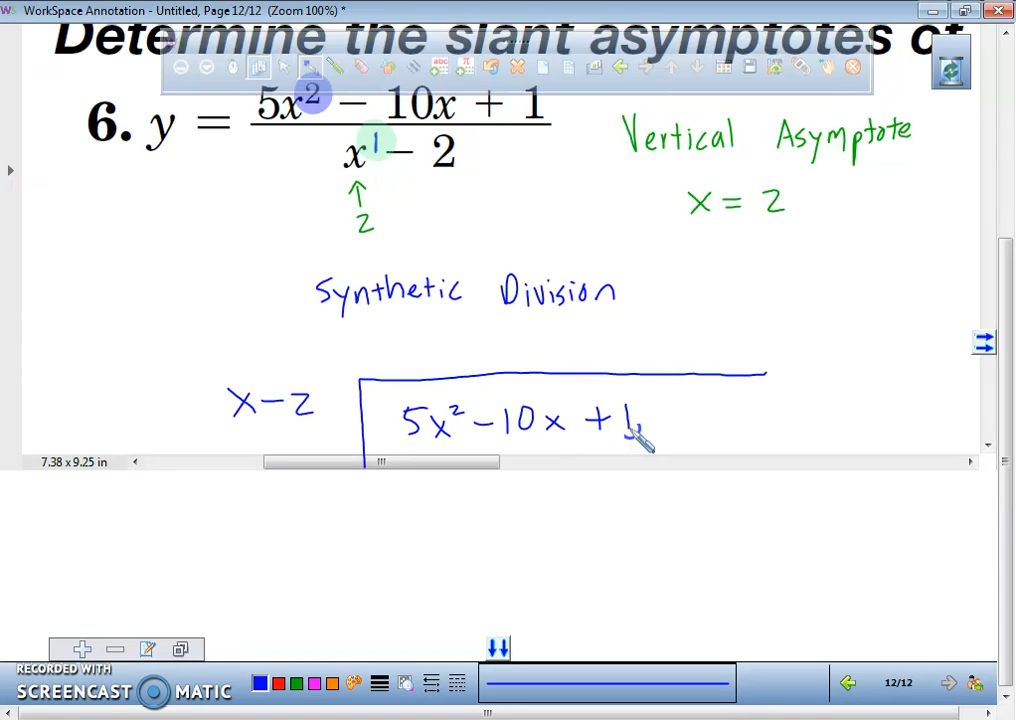 WorkSpace Annotation - Untitled, Page 12/12 (Zoom 100%) *
Determine the slant asymptotes of
6. y = (5x² − 10x + 1)/(x¹ − 2)
↑
2
Vertical Asymptote
x = 2
Synthetic Division
x − 2
5x² − 10x + 1
7.38 x 9.25 in
RECORDED WITH
SCREENCAST MATIC
12/12